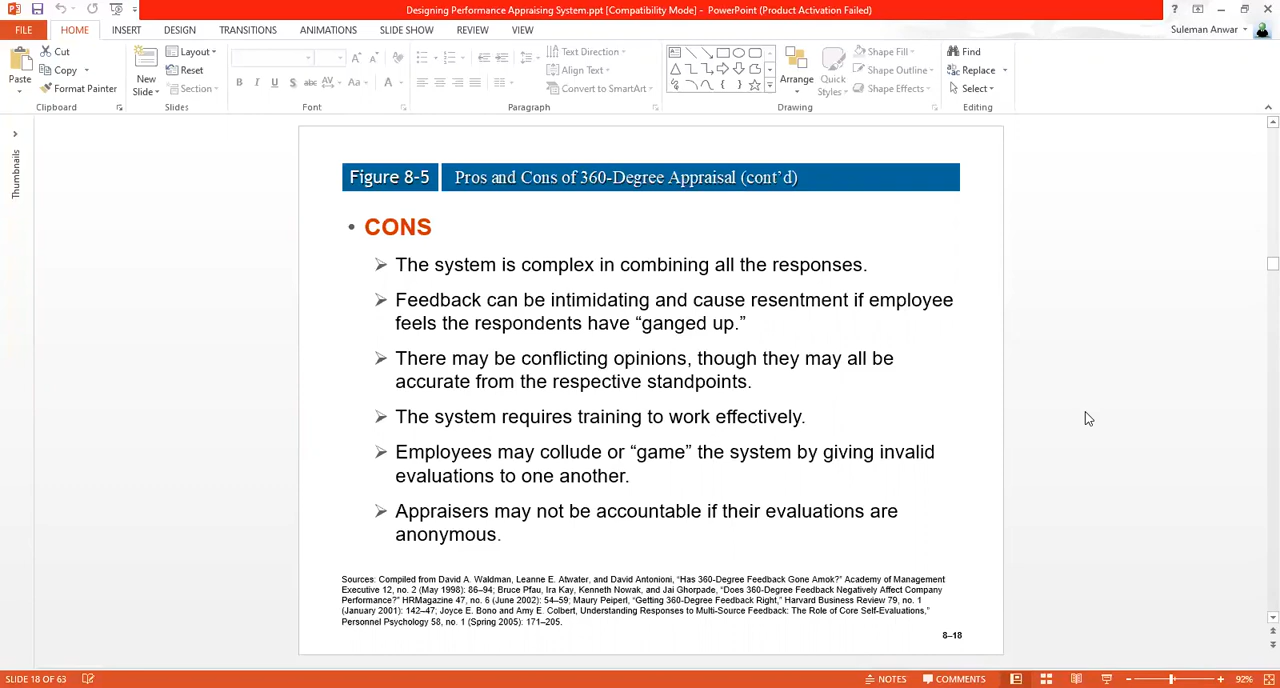 Designing Performance Appraising System.ppt [Compatibility Mode] - PowerPoint (Product Activation Failed)
FILE HOME INSERT DESIGN TRANSITIONS ANIMATIONS SLIDE SHOW REVIEW VIEW Suleman Anwar
Cut
Copy
Format Painter
Paste
Clipboard
New Slide
Layout
Reset
Section
Slides
B I U S abc AV Aa A
Font
Text Direction
Align Text
Convert to SmartArt
Paragraph
Arrange
Quick Styles
Shape Fill
Shape Outline
Shape Effects
Drawing
Find
Replace
Select
Editing
Thumbnails
Figure 8-5 Pros and Cons of 360-Degree Appraisal (cont'd)
• CONS
The system is complex in combining all the responses.
Feedback can be intimidating and cause resentment if employee
feels the respondents have “ganged up.”
There may be conflicting opinions, though they may all be
accurate from the respective standpoints.
The system requires training to work effectively.
Employees may collude or “game” the system by giving invalid
evaluations to one another.
Appraisers may not be accountable if their evaluations are
anonymous.
Sources: Compiled from David A. Waldman, Leanne E. Atwater, and David Antonioni, “Has 360-Degree Feedback Gone Amok?” Academy of Management
Executive 12, no. 2 (May 1998): 86–94; Bruce Pfau, Ira Kay, Kenneth Nowak, and Jai Ghorpade, “Does 360-Degree Feedback Negatively Affect Company
Performance?” HRMagazine 47, no. 6 (June 2002): 54–59; Maury Peiperl, “Getting 360-Degree Feedback Right,” Harvard Business Review 79, no. 1
(January 2001): 142–47; Joyce E. Bono and Amy E. Colbert, Understanding Responses to Multi-Source Feedback: The Role of Core Self-Evaluations,”
Personnel Psychology 58, no. 1 (Spring 2005): 171–205.
8–18
SLIDE 18 OF 63 NOTES COMMENTS 92%